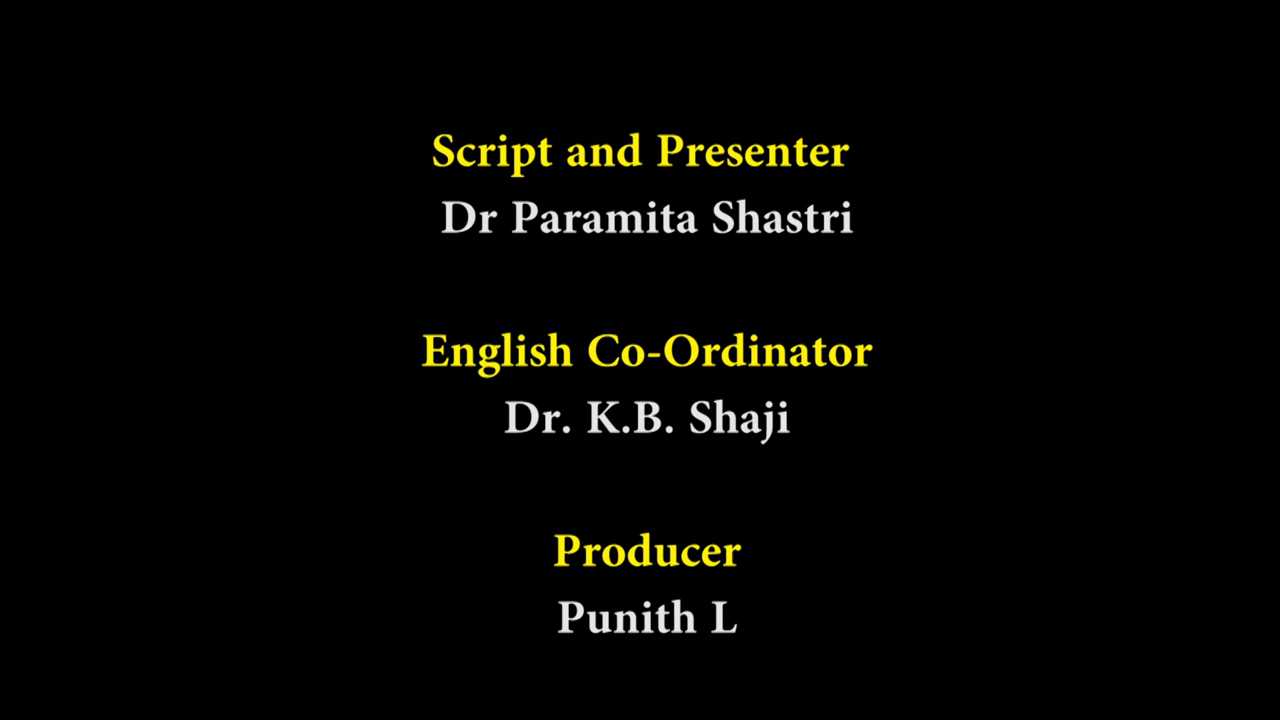 Script and Presenter
Dr Paramita Shastri
English Co-Ordinator
Dr. K.B. Shaji
Producer
Punith L